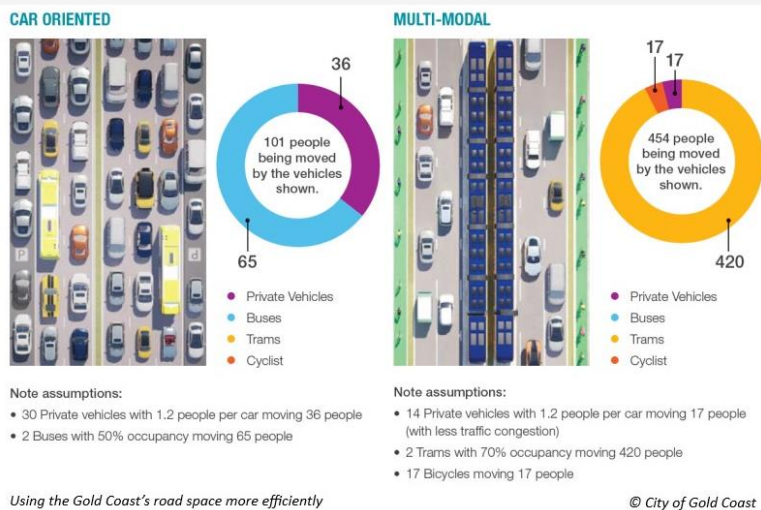 CAR ORIENTED
36
101 people
being moved
by the vehicles
shown.
65
Private Vehicles
Buses
Trams
Cyclist
Note assumptions:
• 30 Private vehicles with 1.2 people per car moving 36 people
• 2 Buses with 50% occupancy moving 65 people
MULTI-MODAL
17
17
454 people
being moved
by the vehicles
shown.
420
Private Vehicles
Buses
Trams
Cyclist
Note assumptions:
• 14 Private vehicles with 1.2 people per car moving 17 people
(with less traffic congestion)
• 2 Trams with 70% occupancy moving 420 people
• 17 Bicycles moving 17 people
Using the Gold Coast's road space more efficiently
© City of Gold Coast